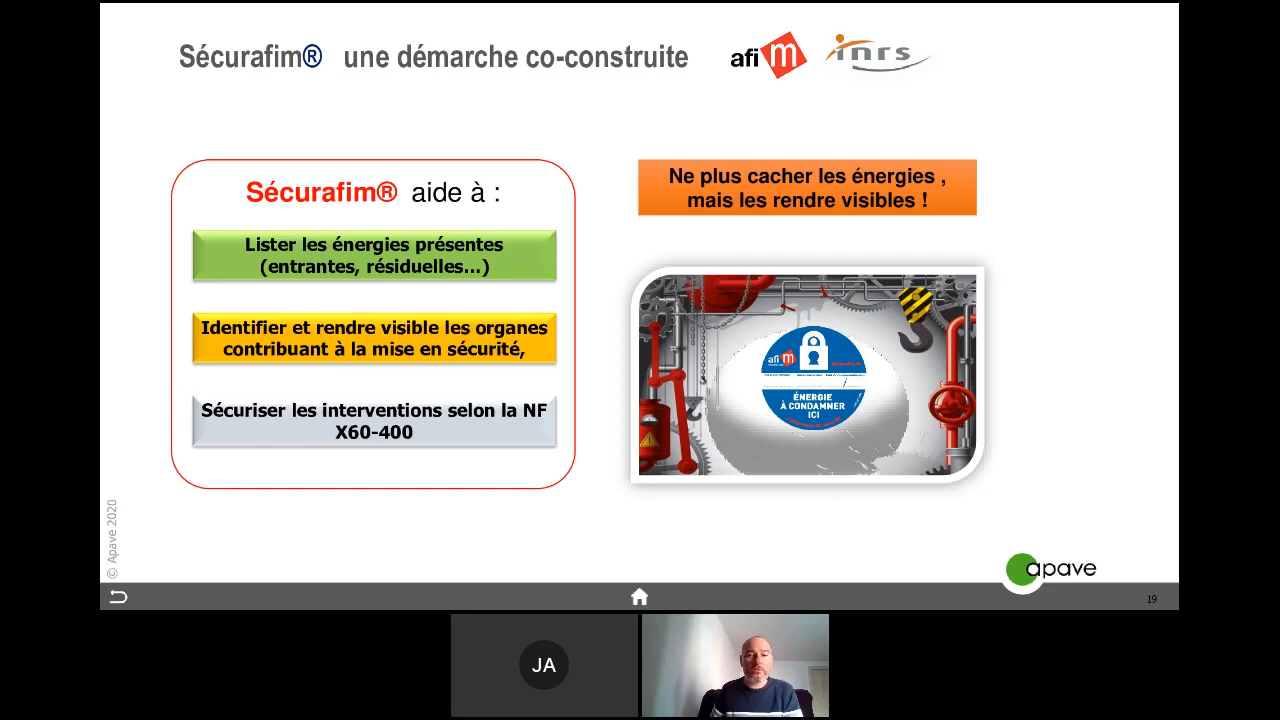 Sécurafim® une démarche co-construite
afim
inrs
Sécurafim® aide à :
Lister les énergies présentes
(entrantes, résiduelles...)
Identifier et rendre visible les organes
contribuant à la mise en sécurité,
Sécuriser les interventions selon la NF
X60-400
Ne plus cacher les énergies ,
mais les rendre visibles !
afim
ÉNERGIE
À CONDAMNER
ICI
© Apave 2020
apave
19
JA